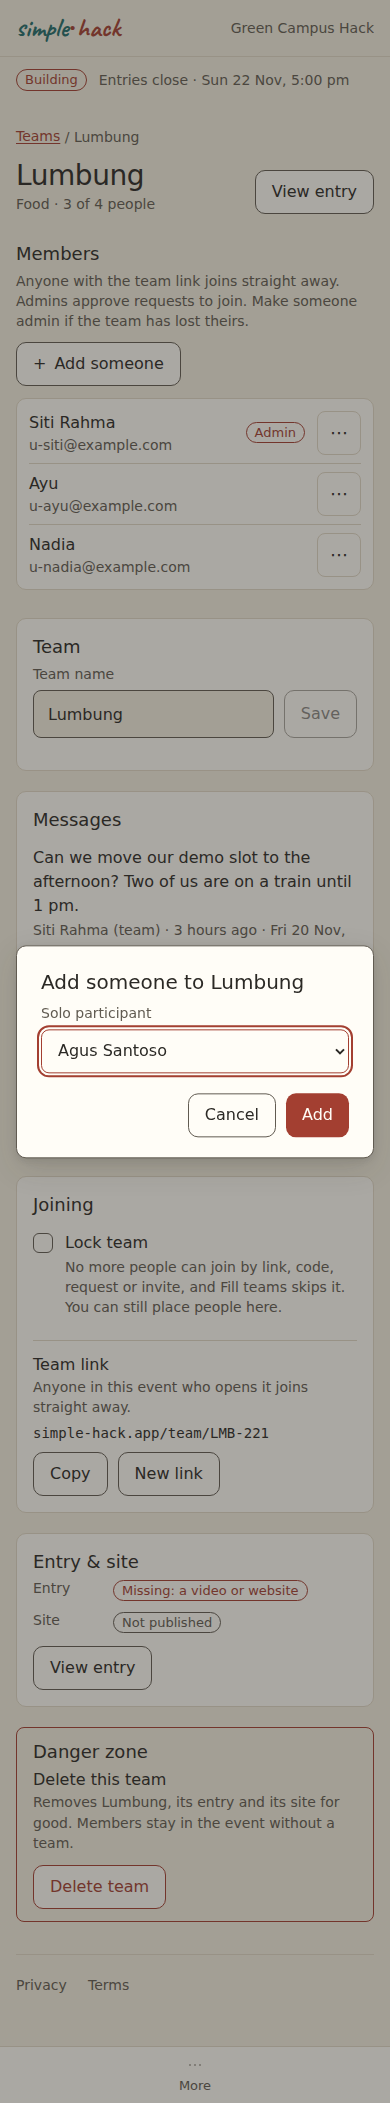 simple·hack
Green Campus Hack
Building
Entries close · Sun 22 Nov, 5:00 pm
Teams / Lumbung
Lumbung
Food · 3 of 4 people
View entry
Members
Anyone with the team link joins straight away.
Admins approve requests to join. Make someone
admin if the team has lost theirs.
+ Add someone
Siti Rahma
u-siti@example.com
Admin
···
Ayu
u-ayu@example.com
···
Nadia
u-nadia@example.com
···
Team
Team name
Lumbung
Save
Messages
Can we move our demo slot to the
afternoon? Two of us are on a train until
1 pm.
Siti Rahma (team) · 3 hours ago · Fri 20 Nov,
Add someone to Lumbung
Solo participant
Agus Santoso
Cancel
Add
Joining
Lock team
No more people can join by link, code,
request or invite, and Fill teams skips it.
You can still place people here.
Team link
Anyone in this event who opens it joins
straight away.
simple-hack.app/team/LMB-221
Copy
New link
Entry & site
Entry
Missing: a video or website
Site
Not published
View entry
Danger zone
Delete this team
Removes Lumbung, its entry and its site for
good. Members stay in the event without a
team.
Delete team
Privacy
Terms
···
More